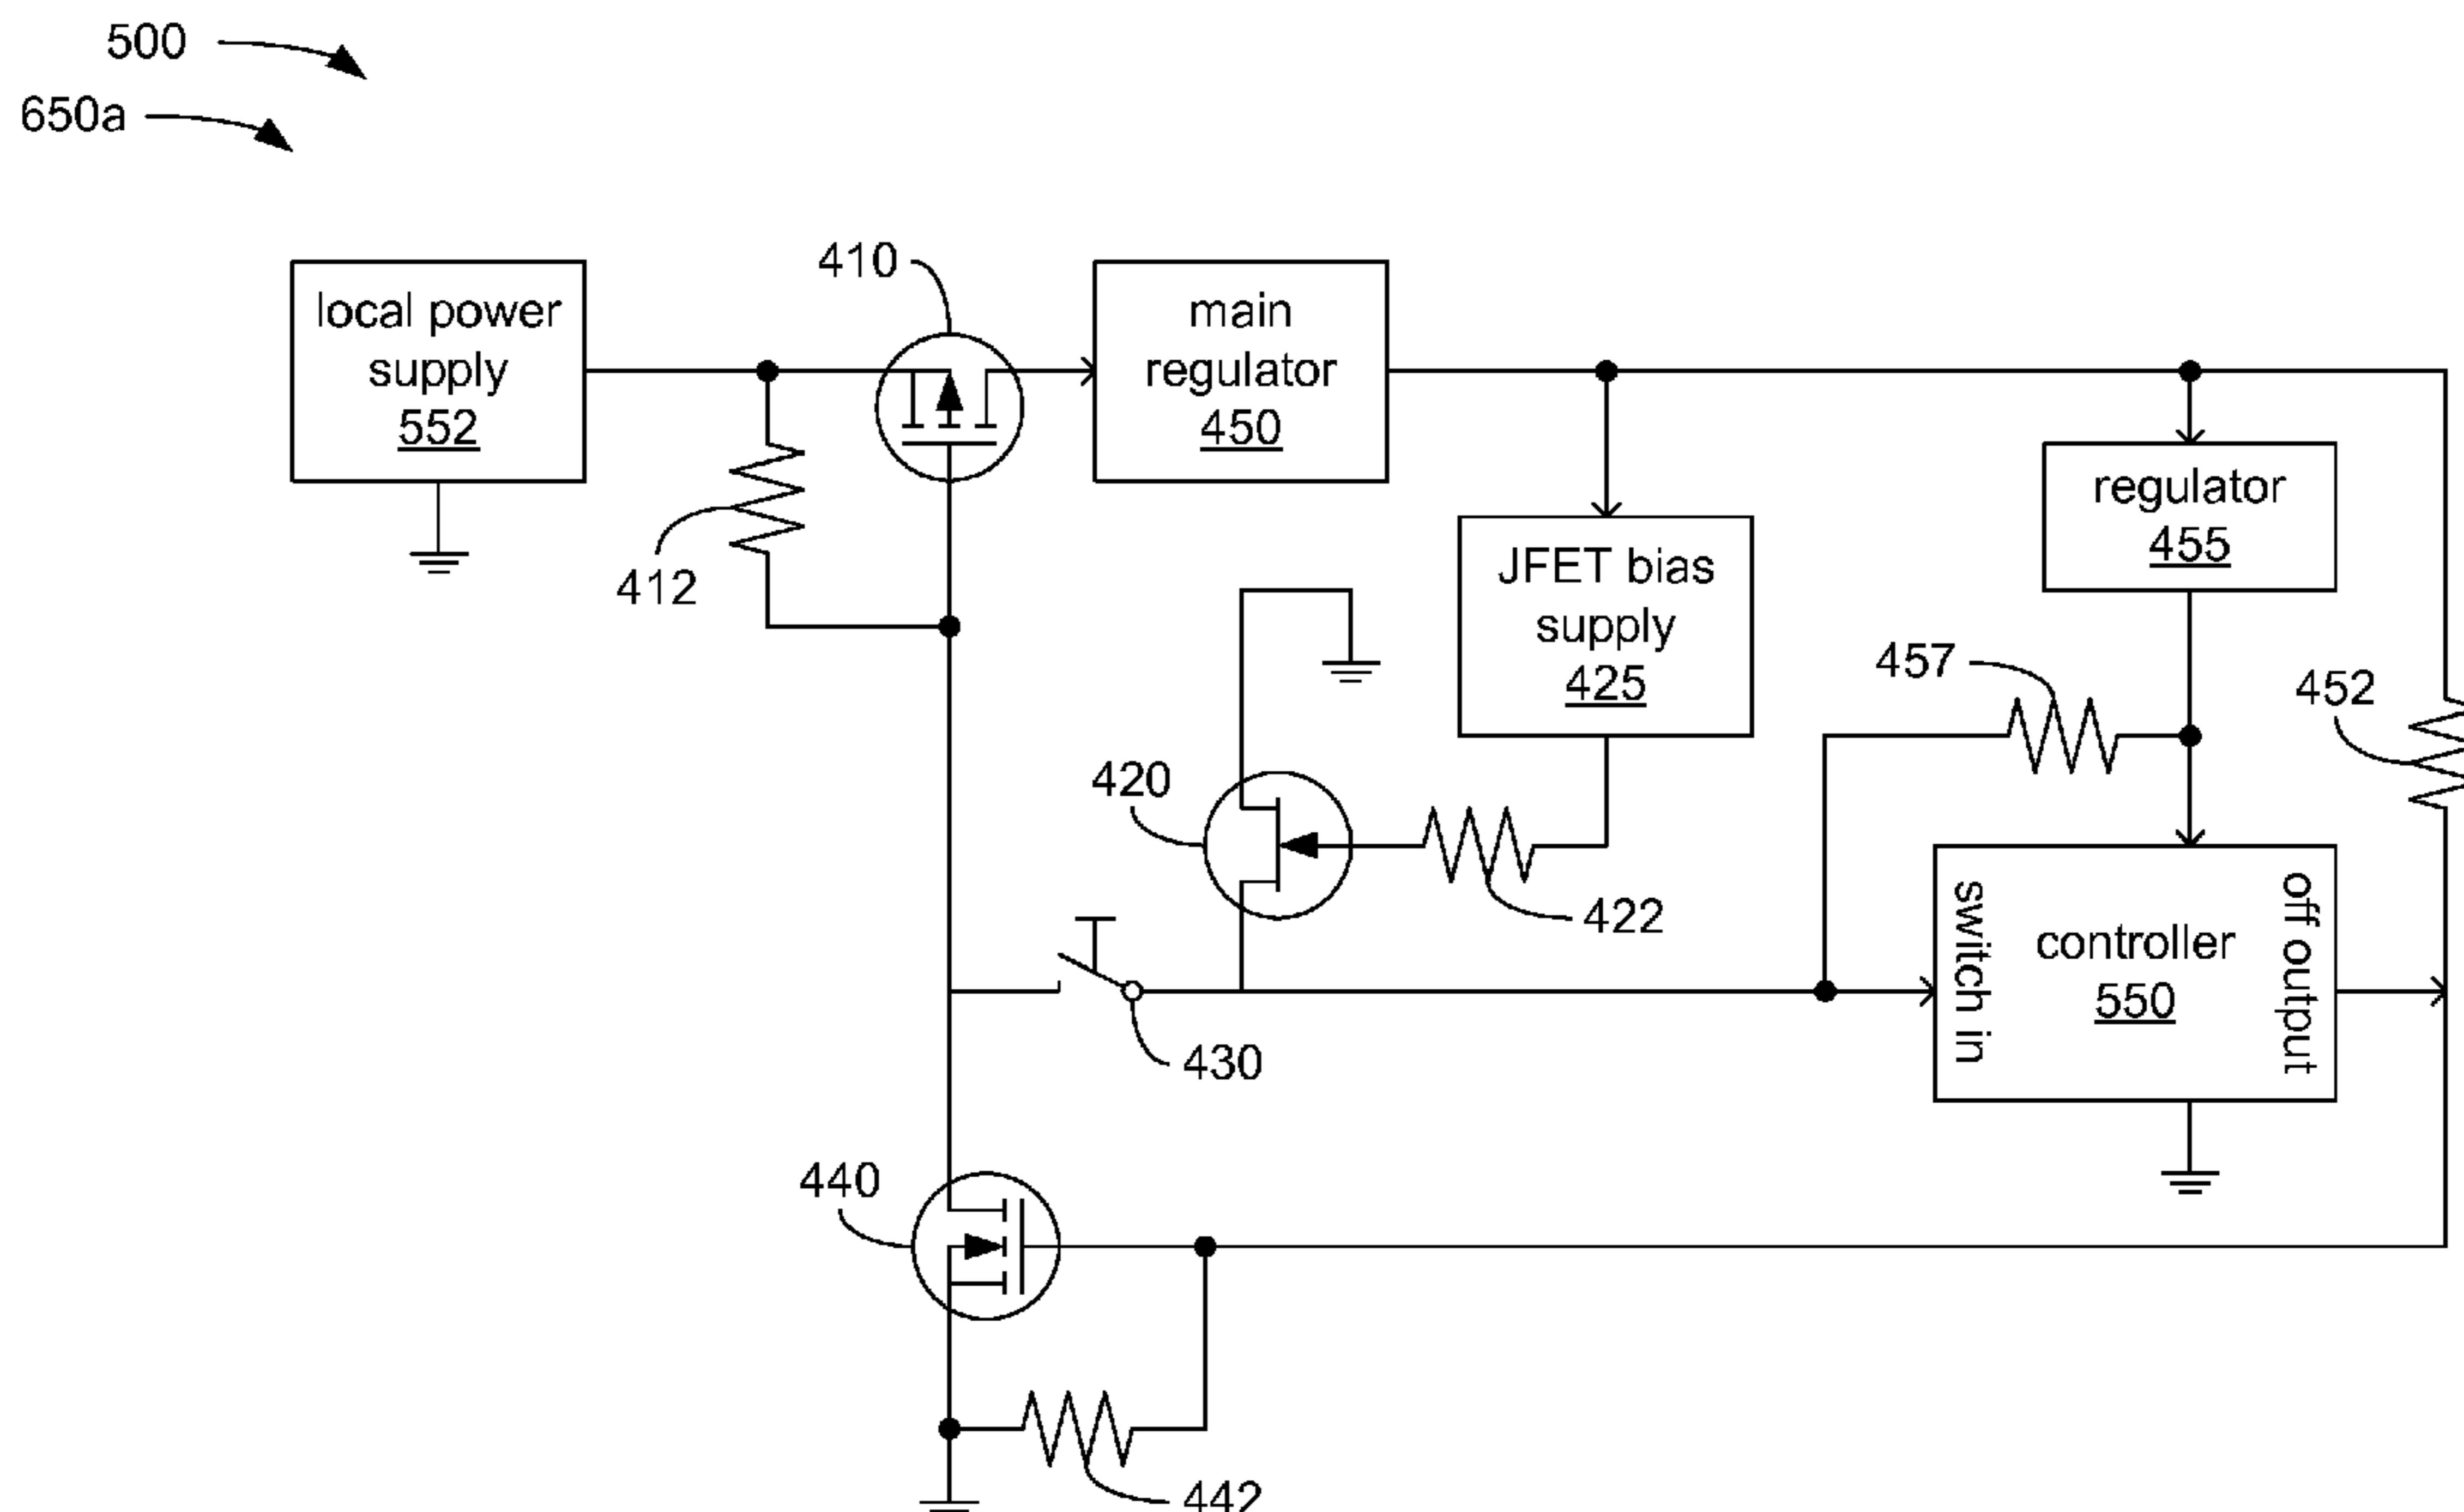 500
650a
410
local power
supply
552
main
regulator
450
412
regulator
455
JFET bias
supply
425
457
452
420
422
switch in
controller
550
off output
430
440
442